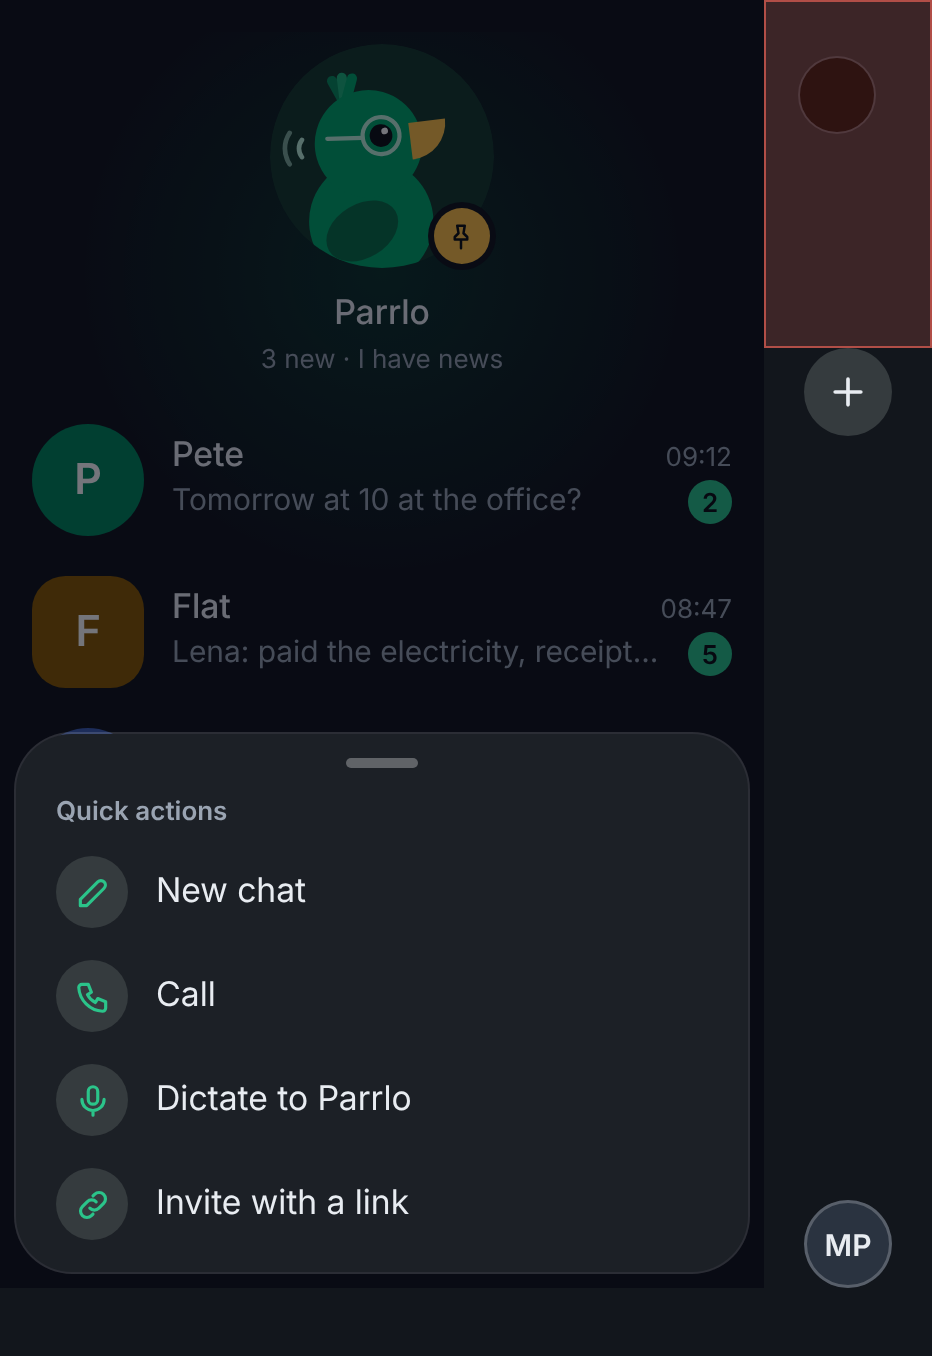 Parrlo
3 new · I have news
P
Pete
09:12
Tomorrow at 10 at the office?
2
F
Flat
08:47
Lena: paid the electricity, receipt...
5
Quick actions
New chat
Call
Dictate to Parrlo
Invite with a link
MP